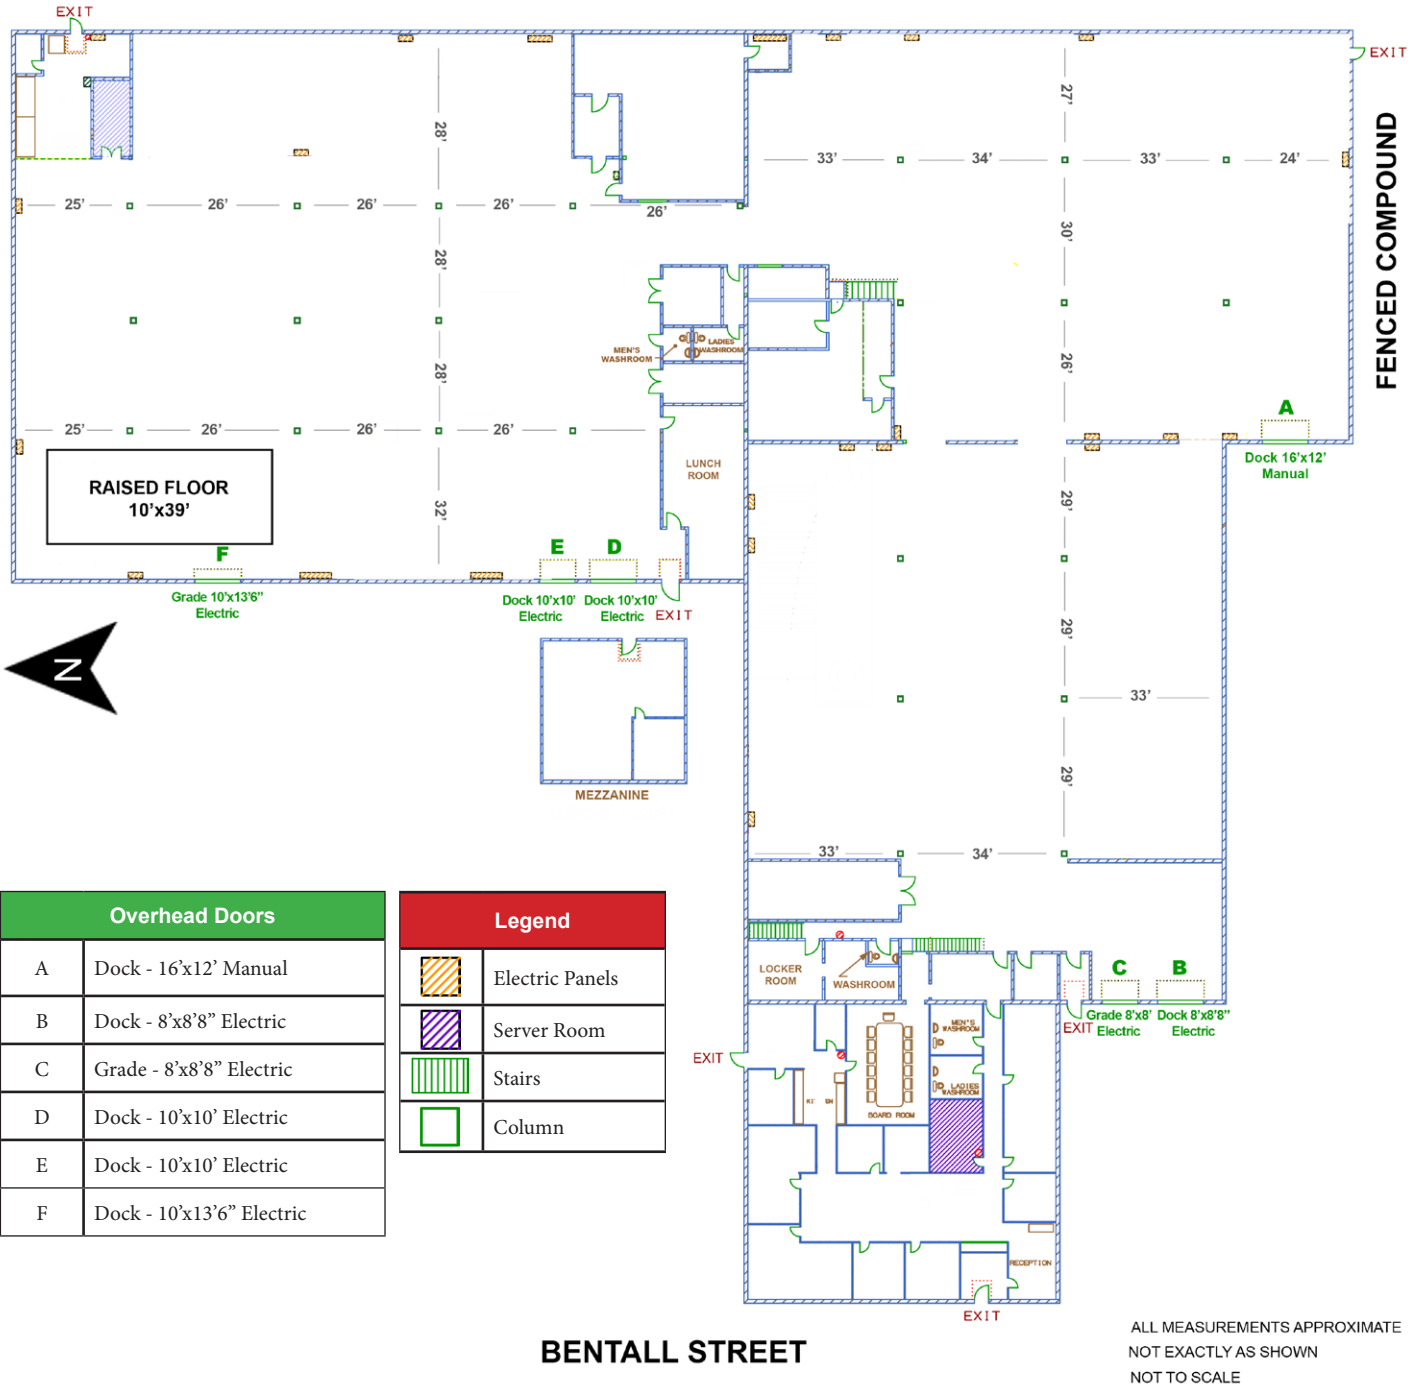 EXIT
EXIT
27'
28'
33'
34'
33'
24'
FENCED COMPOUND
25'
26'
26'
26'
26'
30'
28'
MEN'S
WASHROOM
LADIES
WASHROOM
28'
26'
A
25'
26'
26'
26'
Dock 16'x12'
Manual
LUNCH
ROOM
RAISED FLOOR
10'x39'
32'
29'
F
E
D
Grade 10'x13'6”
Electric
Dock 10'x10'
Electric
Dock 10'x10'
Electric
EXIT
29'
N
33'
29'
MEZZANINE
33'
34'
Overhead Doors
A Dock - 16’x12’ Manual
B Dock - 8’x8’8” Electric
C Grade - 8’x8’8” Electric
D Dock - 10’x10’ Electric
E Dock - 10’x10’ Electric
F Dock - 10’x13’6” Electric
Legend
Electric Panels
Server Room
Stairs
Column
LOCKER
ROOM
WASHROOM
C
B
EXIT
Grade 8'x8'
Electric
Dock 8'x8'8”
Electric
EXIT
MEN'S
WASHROOM
LADIES
WASHROOM
BOARD ROOM
RECEPTION
EXIT
BENTALL STREET
ALL MEASUREMENTS APPROXIMATE
NOT EXACTLY AS SHOWN
NOT TO SCALE